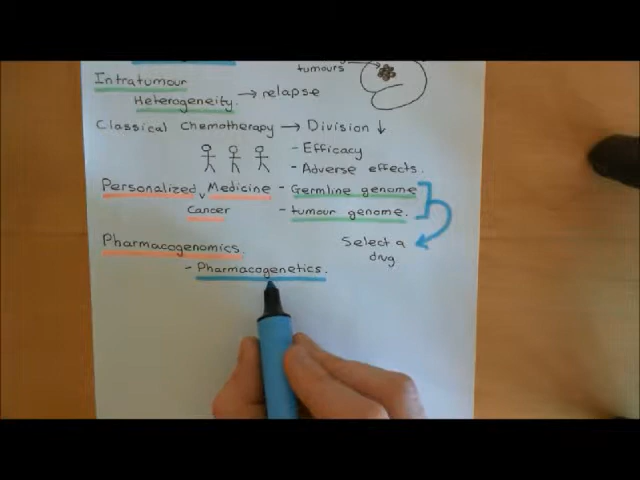 tumours
Intratumour
Heterogeneity. → relapse
Classical Chemotherapy → Division ↓
- Efficacy
- Adverse effects.
Personalized ˅ Medicine - Germline genome
Cancer - tumour genome.
Pharmacogenomics. Select a
drug
- Pharmacogenetics.